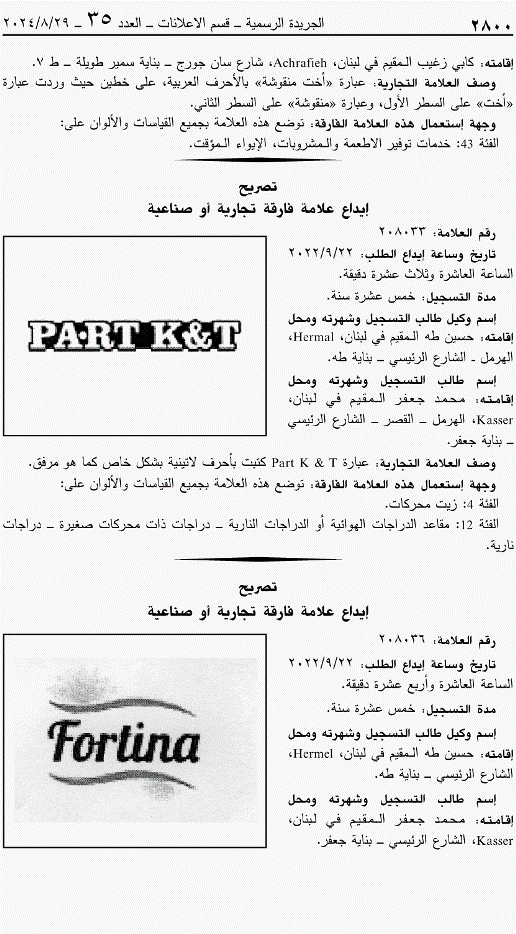 ٢٨٠٠
الجريدة الرسمية – قسم الاعلانات – العدد ٣٥ – ٢٠٢٤/٨/٢٩
إقامته: كابي زغيب المقيم في لبنان، Achrafieh، شارع سان جورج – بناية سمير طويلة – ط ٧.
وصف العلامة التجارية: عبارة «أخت منقوشة» بالأحرف العربية، على خطين حيث وردت عبارة
«أخت» على السطر الأول، وعبارة «منقوشة» على السطر الثاني.
وجهة إستعمال هذه العلامة الفارقة: توضع هذه العلامة بجميع القياسات والألوان على:
الفئة 43: خدمات توفير الاطعمة والمشروبات، الإيواء المؤقت.
تصريح
إيداع علامة فارقة تجارية أو صناعية
رقم العلامة: ٢٠٨٠٣٣
تاريخ وساعة إيداع الطلب: ٢٠٢٢/٩/٢٢
الساعة العاشرة وثلاث عشرة دقيقة.
مدة التسجيل: خمس عشرة سنة.
إسم وكيل طالب التسجيل وشهرته ومحل
إقامته: حسين طه المقيم في لبنان، Hermal،
الهرمل ـ الشارع الرئيسي – بناية طه.
إسم طالب التسجيل وشهرته ومحل
إقامته: محمد جعفر المقيم في لبنان،
Kasser، الهرمل – القصر – الشارع الرئيسي
– بناية جعفر.
PART K&T
وصف العلامة التجارية: عبارة Part K & T كتبت بأحرف لاتينية بشكل خاص كما هو مرفق.
وجهة إستعمال هذه العلامة الفارقة: توضع هذه العلامة بجميع القياسات والألوان على:
الفئة 4: زيت محركات.
الفئة 12: مقاعد الدراجات الهوائية أو الدراجات النارية – دراجات ذات محركات صغيرة – دراجات
نارية.
تصريح
إيداع علامة فارقة تجارية أو صناعية
رقم العلامة: ٢٠٨٠٣٦
تاريخ وساعة إيداع الطلب: ٢٠٢٢/٩/٢٢
الساعة العاشرة وأربع عشرة دقيقة.
مدة التسجيل: خمس عشرة سنة.
إسم وكيل طالب التسجيل وشهرته ومحل
إقامته: حسين طه المقيم في لبنان، Hermel،
الشارع الرئيسي – بناية طه.
إسم طالب التسجيل وشهرته ومحل
إقامته: محمد جعفر المقيم في لبنان،
Kasser، الشارع الرئيسي – بناية جعفر.
Fortina